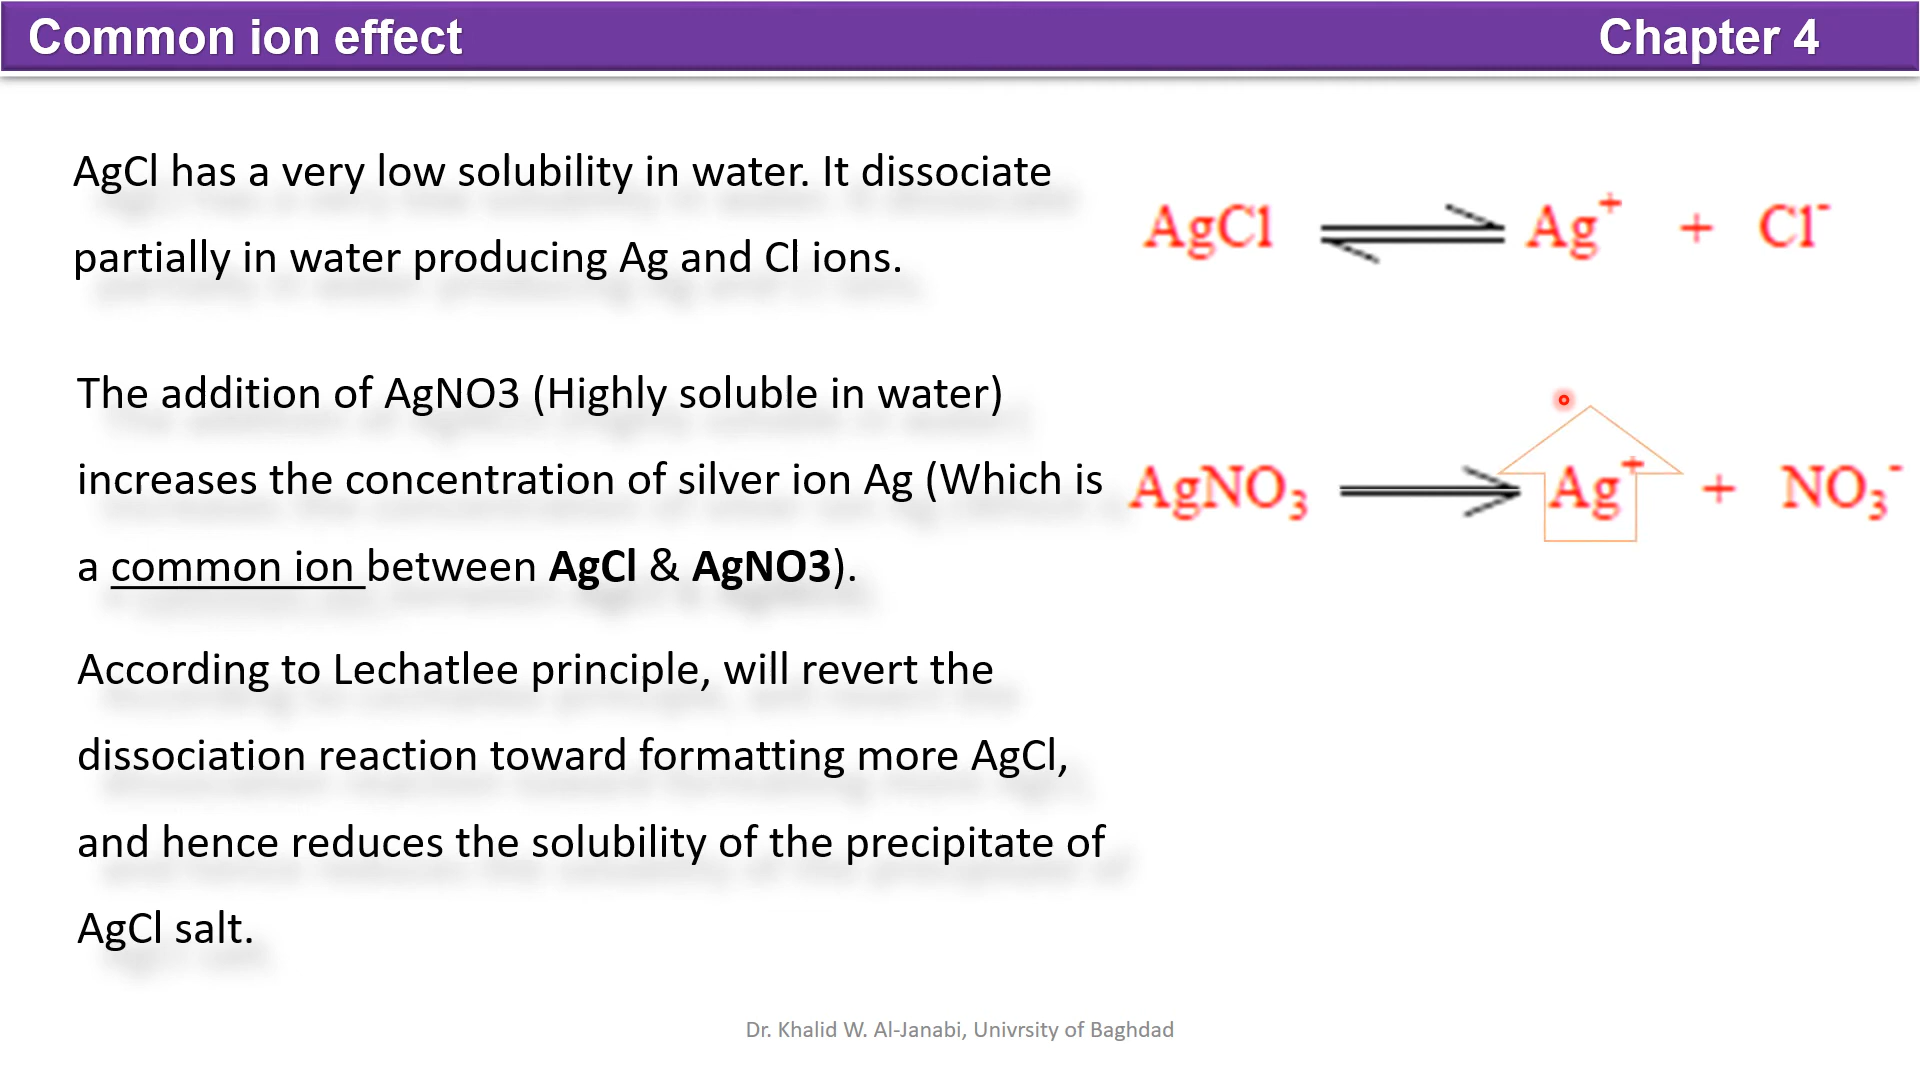 Common ion effect Chapter 4
AgCl has a very low solubility in water. It dissociate
partially in water producing Ag and Cl ions.
AgCl ⇌ Ag⁺ + Cl⁻
The addition of AgNO3 (Highly soluble in water)
increases the concentration of silver ion Ag (Which is
a common ion between AgCl & AgNO3).
AgNO₃ → Ag⁺ + NO₃⁻
According to Lechatlee principle, will revert the
dissociation reaction toward formatting more AgCl,
and hence reduces the solubility of the precipitate of
AgCl salt.
Dr. Khalid W. Al-Janabi, Univrsity of Baghdad